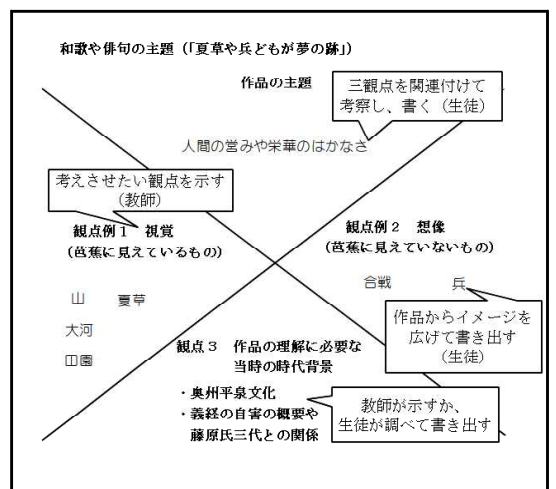 和歌や俳句の主題（「夏草や兵どもが夢の跡」）
作品の主題
三観点を関連付けて
考察し、書く（生徒）
人間の営みや栄華のはかなさ
考えさせたい観点を示す
（教師）
観点例１　視覚
（芭蕉に見えているもの）
観点例２　想像
（芭蕉に見えていないもの）
山　夏草
大河
田園
合戦　兵
作品からイメージを
広げて書き出す
（生徒）
観点３　作品の理解に必要な
当時の時代背景
・奥州平泉文化
・義経の自害の概要や
藤原氏三代との関係
教師が示すか、
生徒が調べて書き出す